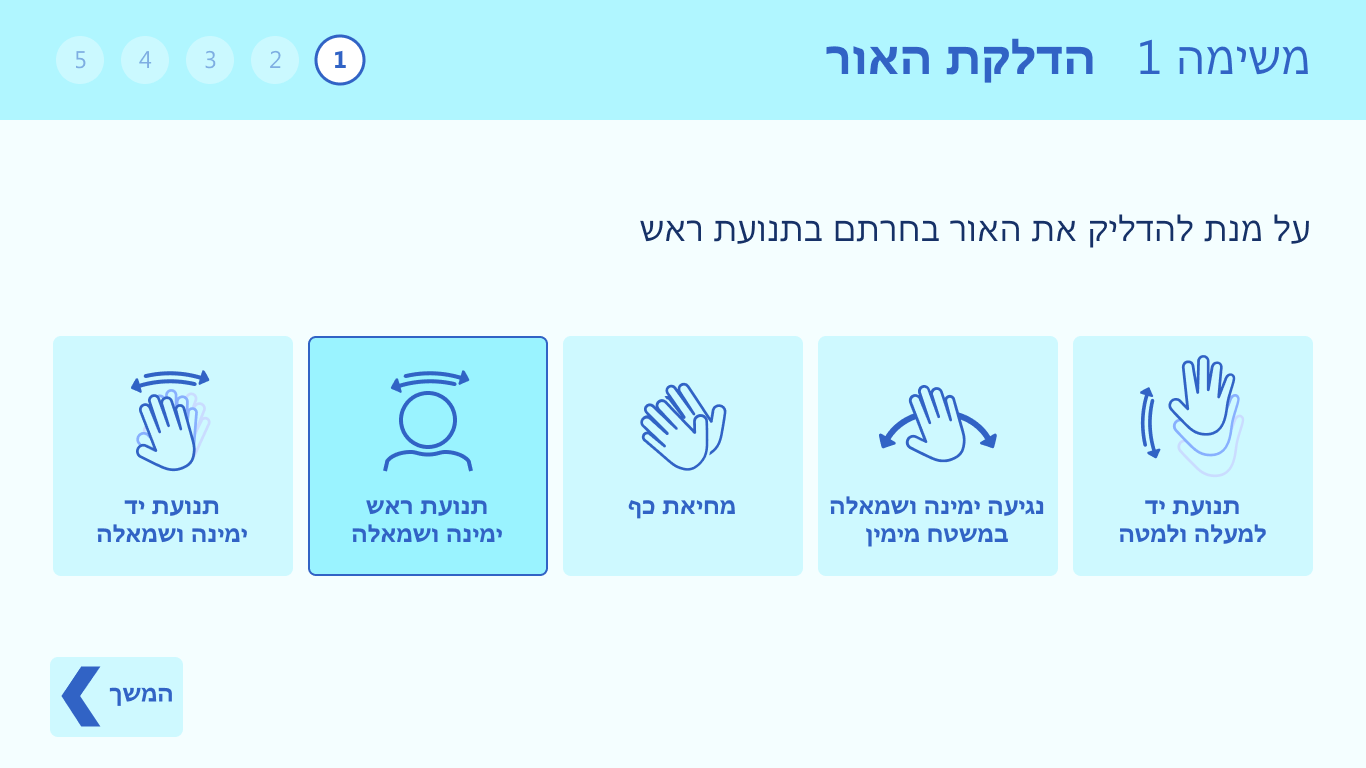 משימה 1 הדלקת האור
1
2
3
4
5
על מנת להדליק את האור בחרתם בתנועת ראש
תנועת יד
למעלה ולמטה
נגיעה ימינה ושמאלה
במשטח מימין
מחיאת כף
תנועת ראש
ימינה ושמאלה
תנועת יד
ימינה ושמאלה
המשך